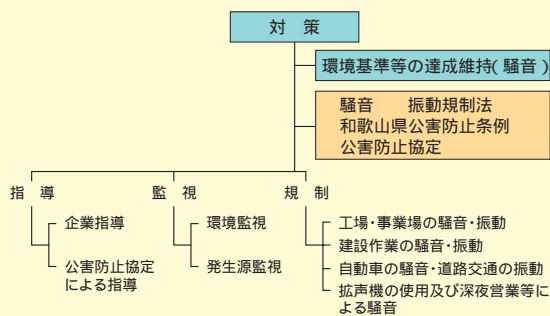 対 策
環境基準等の達成維持(騒音)
騒音 振動規制法
和歌山県公害防止条例
公害防止協定
指 導
監 視
規 制
企業指導
公害防止協定
による指導
環境監視
発生源監視
工場・事業場の騒音・振動
建設作業の騒音・振動
自動車の騒音・道路交通の振動
拡声機の使用及び深夜営業等に
よる騒音